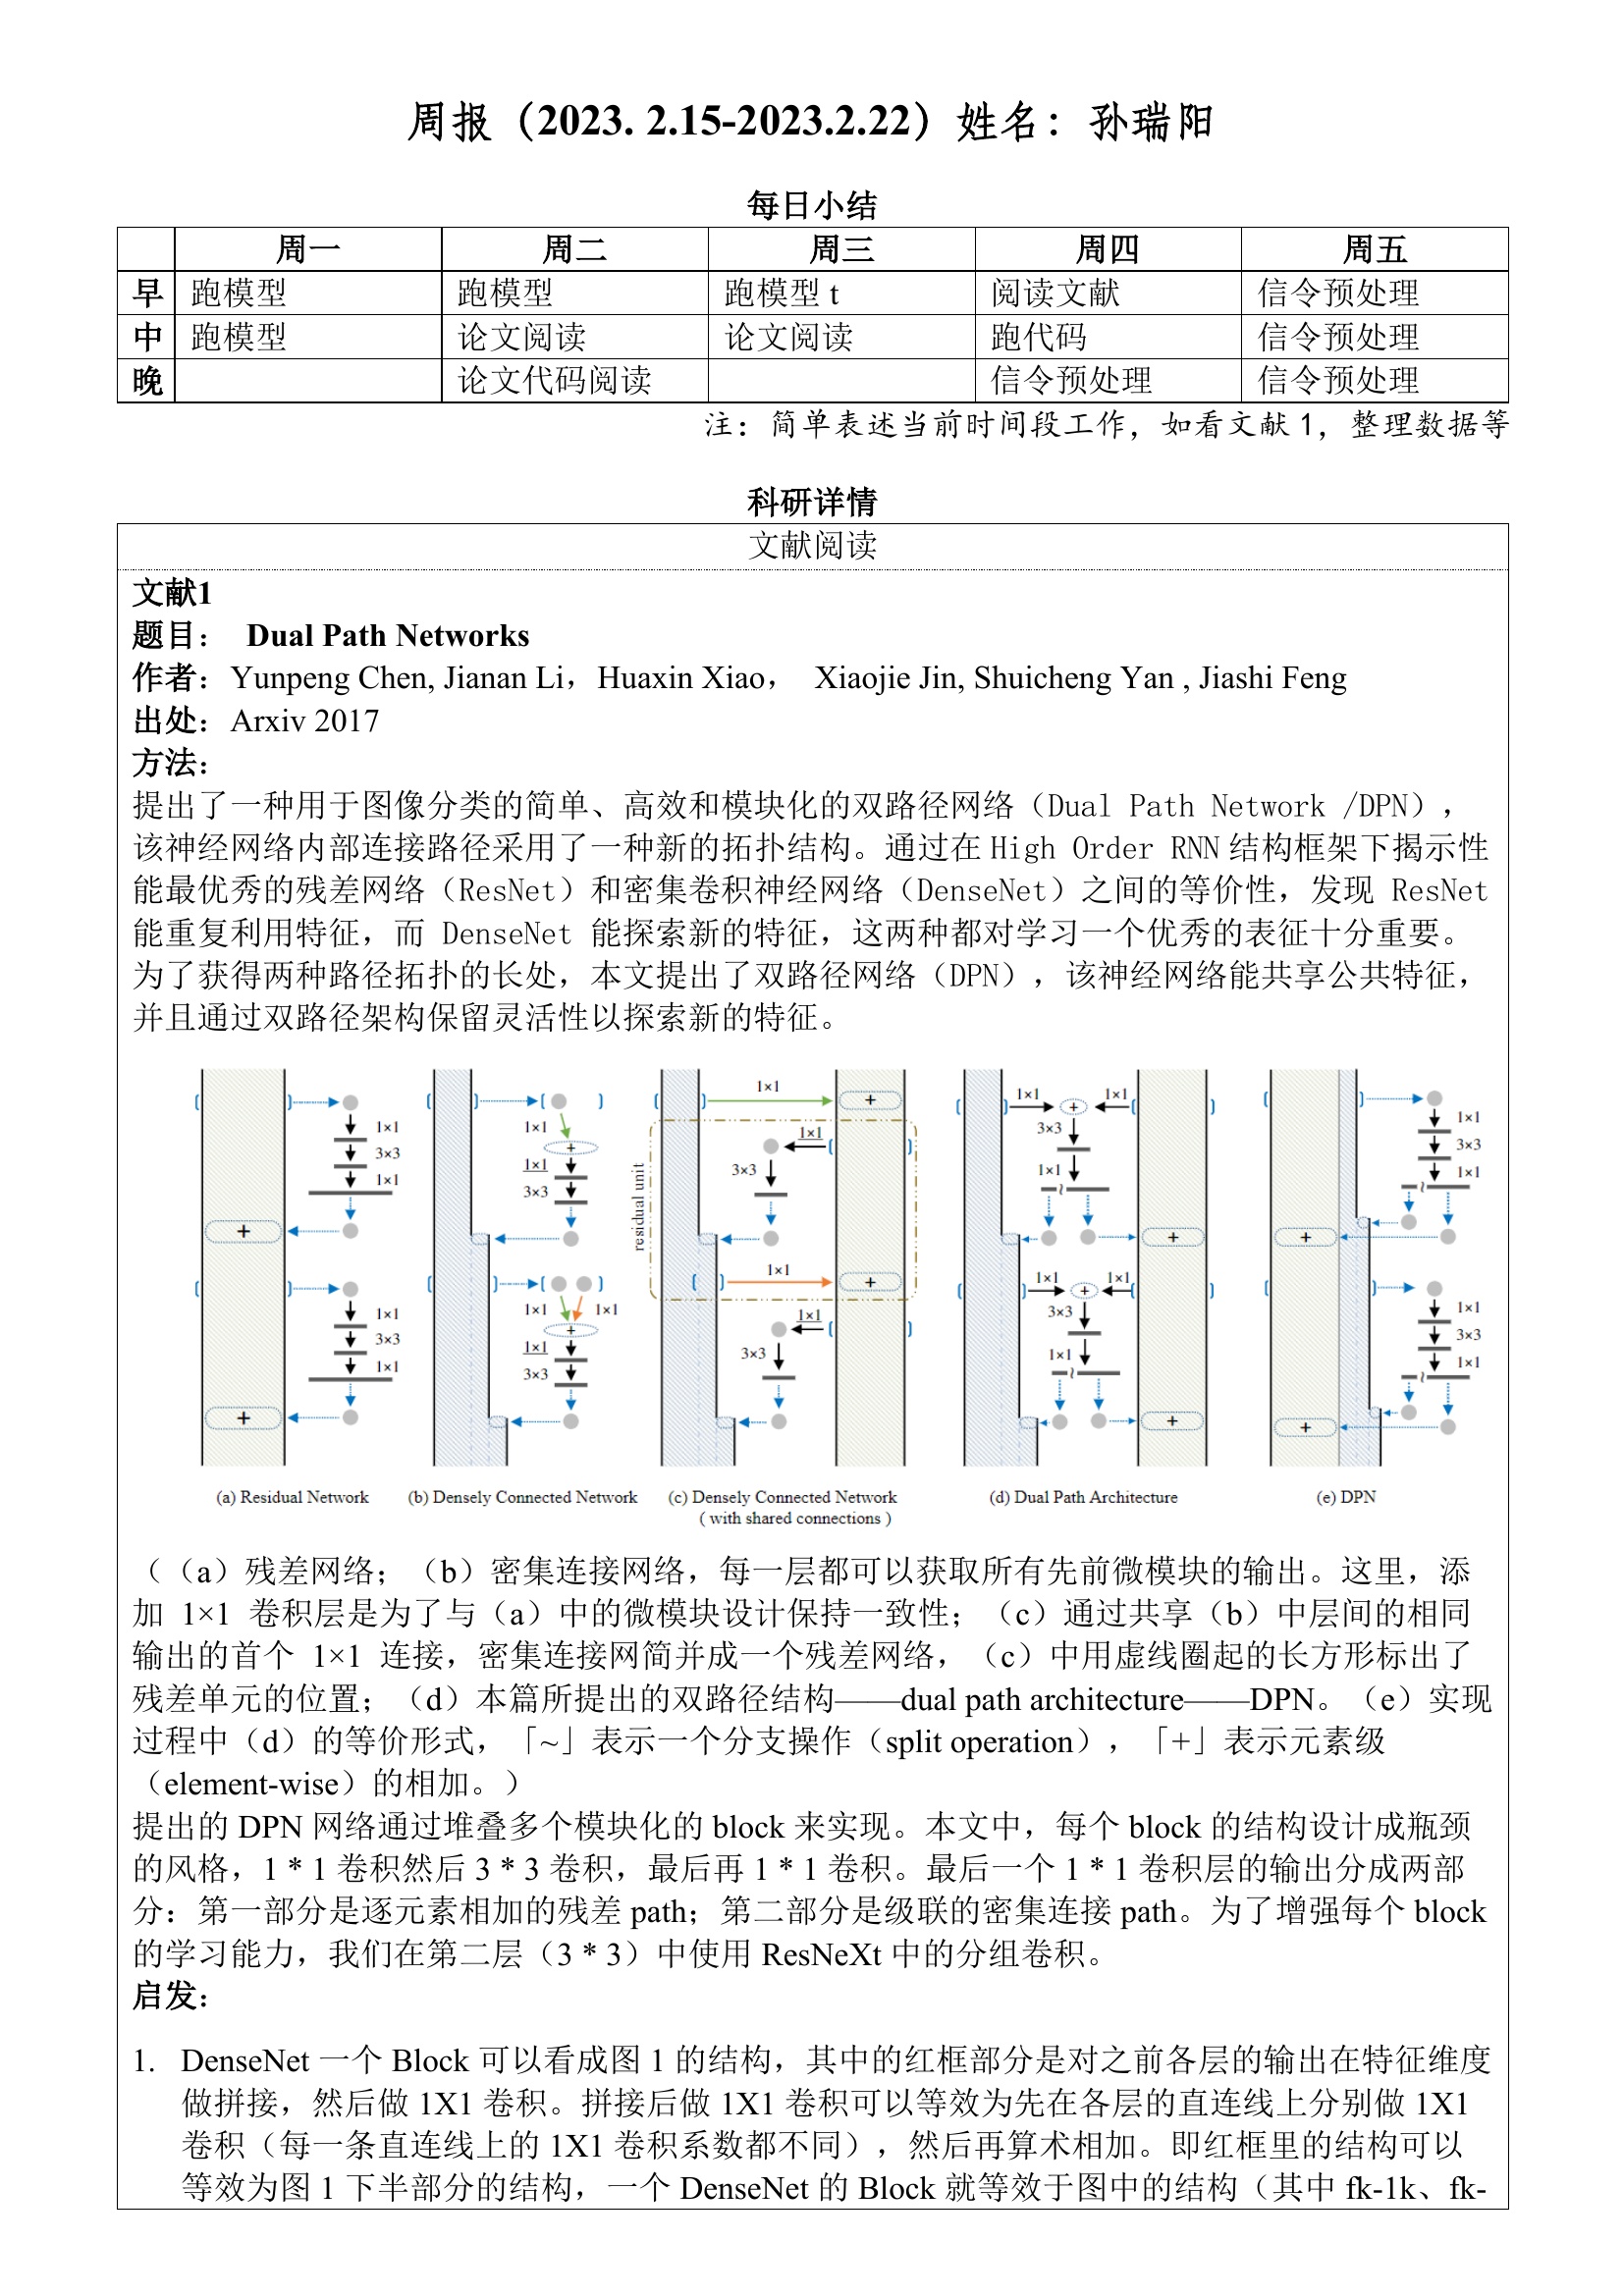 周报（2023. 2.15-2023.2.22）姓名：孙瑞阳
每日小结
周一 周二 周三 周四 周五
早 跑模型 跑模型 跑模型 t 阅读文献 信令预处理
中 跑模型 论文阅读 论文阅读 跑代码 信令预处理
晚 论文代码阅读 信令预处理 信令预处理
注：简单表述当前时间段工作，如看文献 1，整理数据等
科研详情
文献阅读
文献1
题目： Dual Path Networks
作者：Yunpeng Chen, Jianan Li，Huaxin Xiao， Xiaojie Jin, Shuicheng Yan , Jiashi Feng
出处：Arxiv 2017
方法：
提出了一种用于图像分类的简单、高效和模块化的双路径网络（Dual Path Network /DPN），
该神经网络内部连接路径采用了一种新的拓扑结构。通过在 High Order RNN 结构框架下揭示性
能最优秀的残差网络（ResNet）和密集卷积神经网络（DenseNet）之间的等价性，发现 ResNet
能重复利用特征，而 DenseNet 能探索新的特征，这两种都对学习一个优秀的表征十分重要。
为了获得两种路径拓扑的长处，本文提出了双路径网络（DPN），该神经网络能共享公共特征，
并且通过双路径架构保留灵活性以探索新的特征。
1×1
3×3
1×1
+
1×1
3×3
1×1
+
(a) Residual Network
1×1
+
1×1
3×3
1×1 1×1
+
1×1
3×3
(b) Densely Connected Network
residual unit
1×1
+
1×1
3×3
1×1
+
1×1
3×3
(c) Densely Connected Network
( with shared connections )
1×1 + 1×1
3×3
1×1
~
+
1×1 + 1×1
3×3
1×1
~
+
(d) Dual Path Architecture
1×1
3×3
1×1
~
+
1×1
3×3
1×1
~
+
(e) DPN
（（a）残差网络；（b）密集连接网络，每一层都可以获取所有先前微模块的输出。这里，添
加 1×1 卷积层是为了与（a）中的微模块设计保持一致性；（c）通过共享（b）中层间的相同
输出的首个 1×1 连接，密集连接网简并成一个残差网络，（c）中用虚线圈起的长方形标出了
残差单元的位置；（d）本篇所提出的双路径结构——dual path architecture——DPN。（e）实现
过程中（d）的等价形式，「~」表示一个分支操作（split operation），「+」表示元素级
（element-wise）的相加。）
提出的 DPN 网络通过堆叠多个模块化的 block 来实现。本文中，每个 block 的结构设计成瓶颈
的风格，1 * 1 卷积然后 3 * 3 卷积，最后再 1 * 1 卷积。最后一个 1 * 1 卷积层的输出分成两部
分：第一部分是逐元素相加的残差 path；第二部分是级联的密集连接 path。为了增强每个 block
的学习能力，我们在第二层（3 * 3）中使用 ResNeXt 中的分组卷积。
启发：
1. DenseNet 一个 Block 可以看成图 1 的结构，其中的红框部分是对之前各层的输出在特征维度
做拼接，然后做 1X1 卷积。拼接后做 1X1 卷积可以等效为先在各层的直连线上分别做 1X1
卷积（每一条直连线上的 1X1 卷积系数都不同），然后再算术相加。即红框里的结构可以
等效为图 1 下半部分的结构，一个 DenseNet 的 Block 就等效于图中的结构（其中 fk-1k、fk-